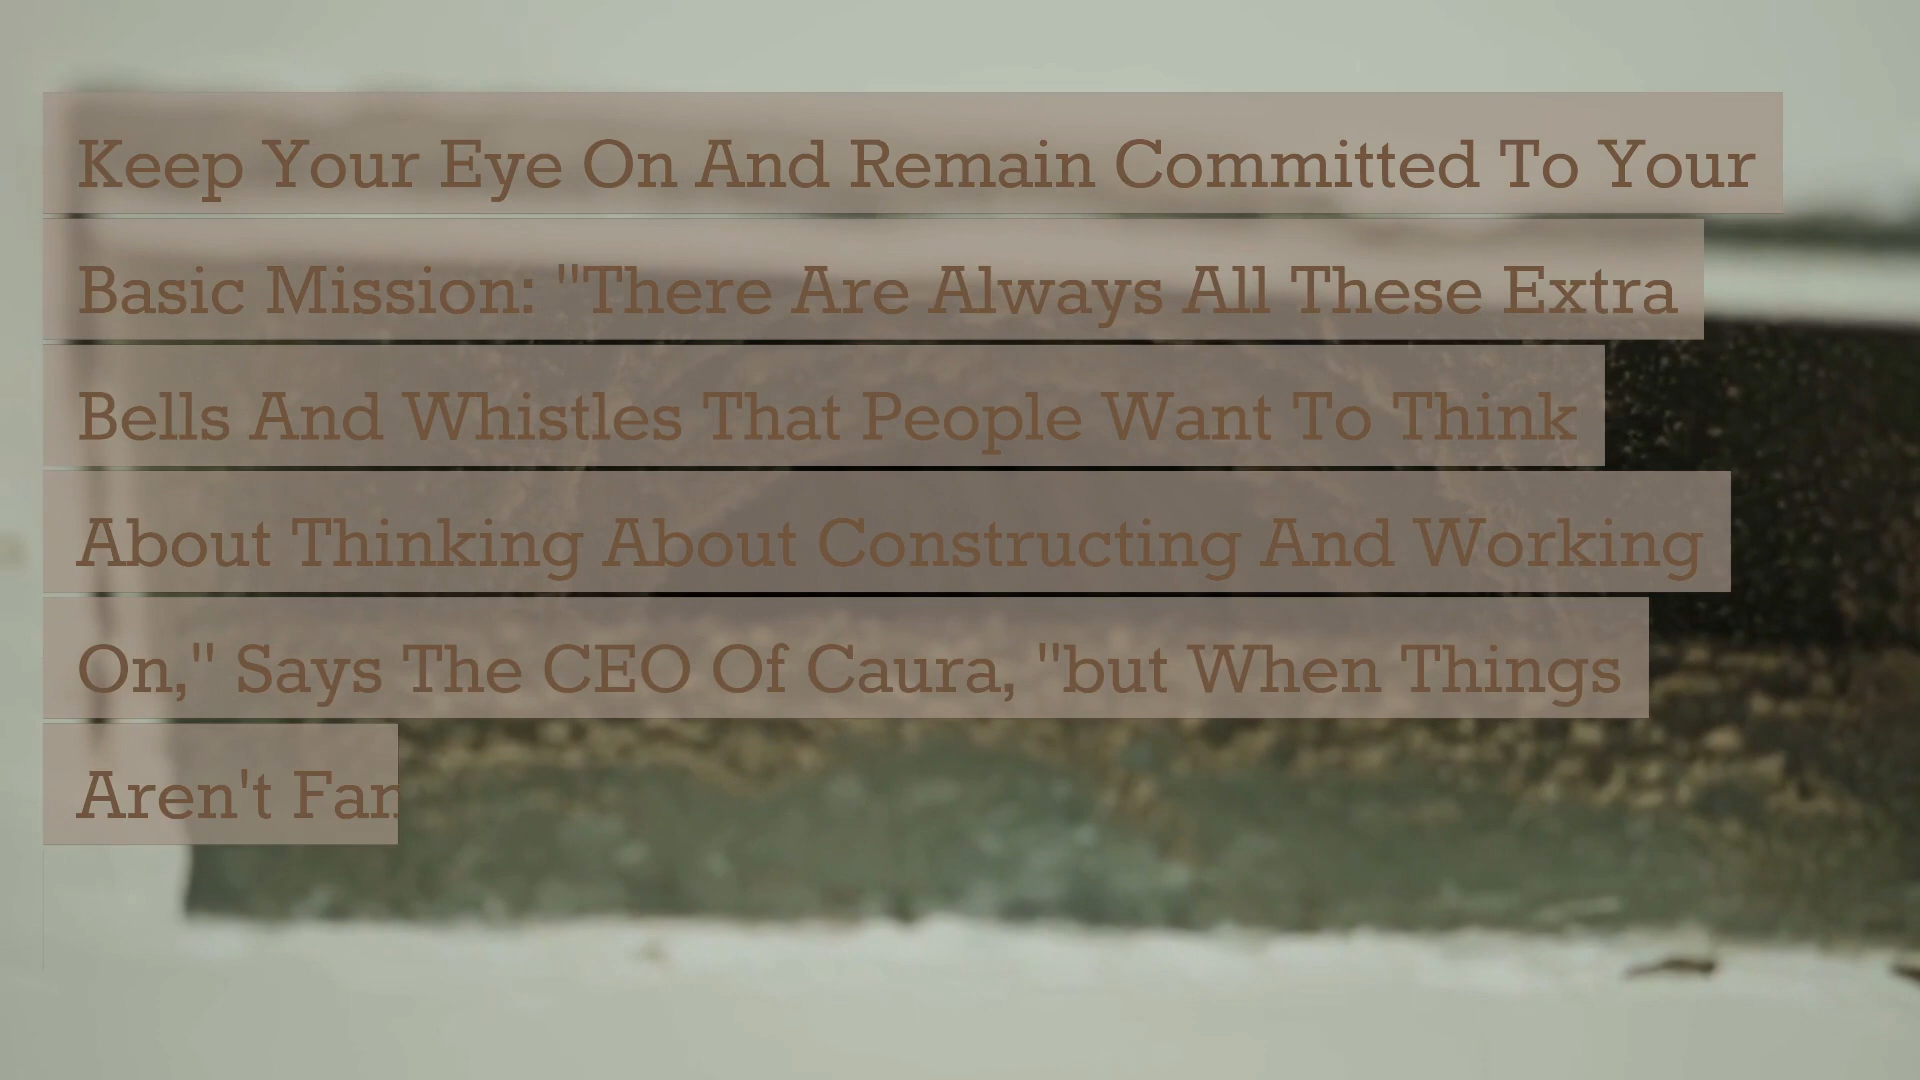 Keep Your Eye On And Remain Committed To Your
Basic Mission: "There Are Always All These Extra
Bells And Whistles That People Want To Think
About Thinking About Constructing And Working
On," Says The CEO Of Caura, "but When Things
Aren't